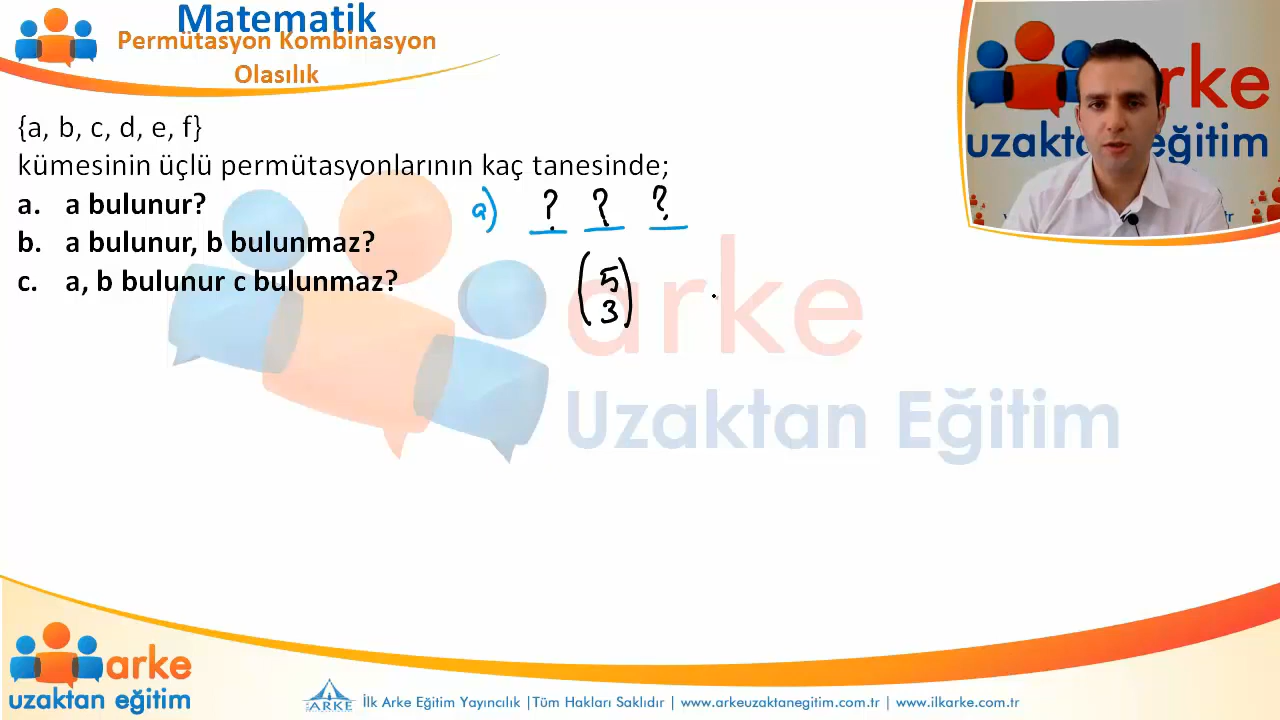 Matematik
Permütasyon Kombinasyon
Olasılık
arke
uzaktan eğitim
{a, b, c, d, e, f}
kümesinin üçlü permütasyonlarının kaç tanesinde;
a. a bulunur?
b. a bulunur, b bulunmaz?
c. a, b bulunur c bulunmaz?
a) ? ? ?
(5
3)
arke
Uzaktan Eğitim
arke
uzaktan eğitim
ARKE
İlk Arke Eğitim Yayıncılık |Tüm Hakları Saklıdır | www.arkeuzaktanegitim.com.tr | www.ilkarke.com.tr